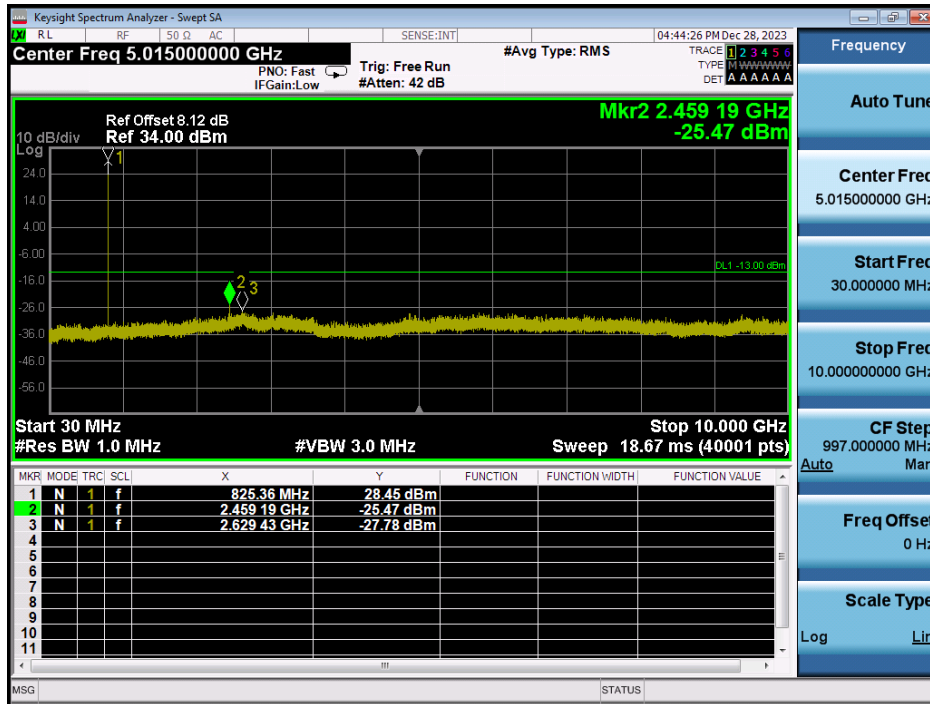 Keysight Spectrum Analyzer - Swept SA
LXI RL RF 50 Ω AC SENSE:INT 04:44:26 PM Dec 28, 2023
Center Freq 5.015000000 GHz #Avg Type: RMS TRACE 1 2 3 4 5 6
PNO: Fast Trig: Free Run TYPE M WWWWW
IFGain:Low #Atten: 42 dB DET A A A A A A
Mkr2 2.459 19 GHz
-25.47 dBm
Ref Offset 8.12 dB
10 dB/div Ref 34.00 dBm
Log
1
24.0
14.0
4.00
-6.00
DL1 -13.00 dBm
-16.0
2 3
-26.0
-36.0
-46.0
-56.0
Start 30 MHz Stop 10.000 GHz
#Res BW 1.0 MHz #VBW 3.0 MHz Sweep 18.67 ms (40001 pts)
MKR MODE TRC SCL X Y FUNCTION FUNCTION WIDTH FUNCTION VALUE
1 N 1 f 825.36 MHz 28.45 dBm
2 N 1 f 2.459 19 GHz -25.47 dBm
3 N 1 f 2.629 43 GHz -27.78 dBm
4
5
6
7
8
9
10
11
MSG STATUS
Frequency
Auto Tune
Center Freq
5.015000000 GHz
Start Freq
30.000000 MHz
Stop Freq
10.000000000 GHz
CF Step
997.000000 MHz
Auto Man
Freq Offset
0 Hz
Scale Type
Log Lin